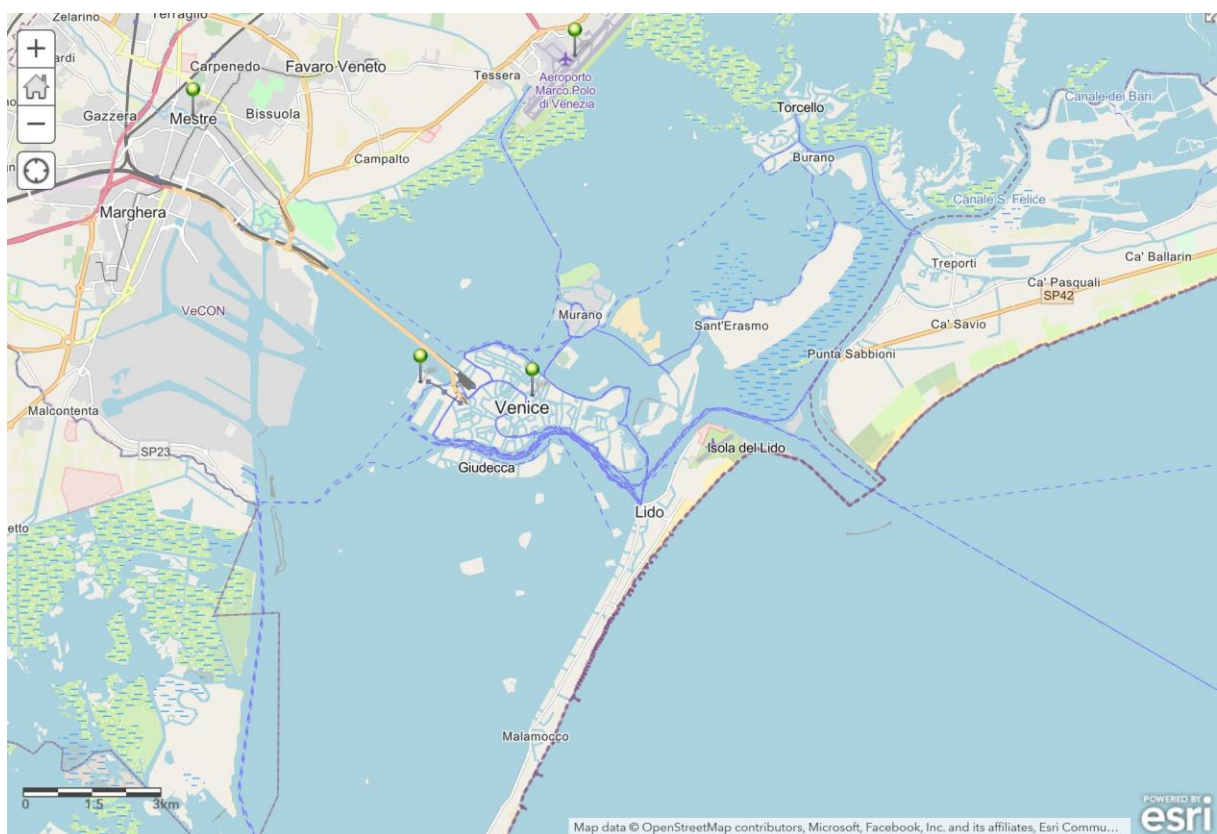 Zelarino
Terraglio
Carpenedo
Favaro Veneto
Tessera
Aeroporto
Marco Polo
di Venezia
ardi
Gazzera
Mestre
Bissuola
Campalto
Marghera
Torcello
Burano
Canale dei Bari
Canale S. Felice
Treporti
Ca' Ballarin
Ca' Pasquali
SP42
Ca' Savio
VeCON
Murano
Sant'Erasmo
Punta Sabbioni
Malcontenta
Venice
SP23
Giudecca
Isola del Lido
Lido
etto
Malamocco
0 1.5 3km
Map data © OpenStreetMap contributors, Microsoft, Facebook, Inc. and its affiliates, Esri Commu...
POWERED BY
esri